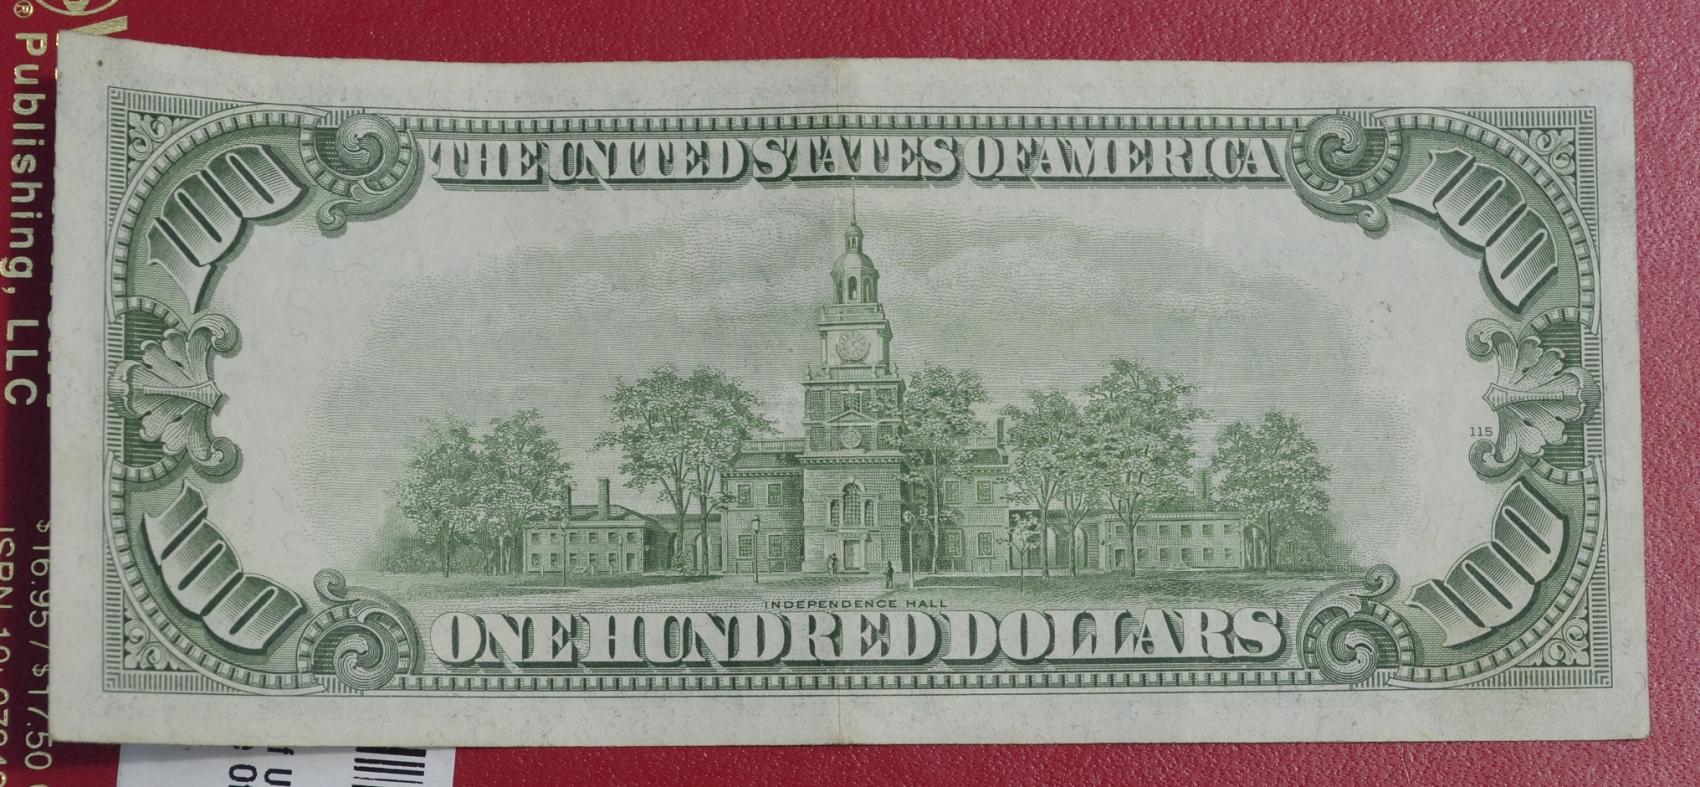 THE UNITED STATES OF AMERICA
100
100
115
100
100
INDEPENDENCE HALL
ONE HUNDRED DOLLARS
® Publishing, LLC
$16.95 / $17.50